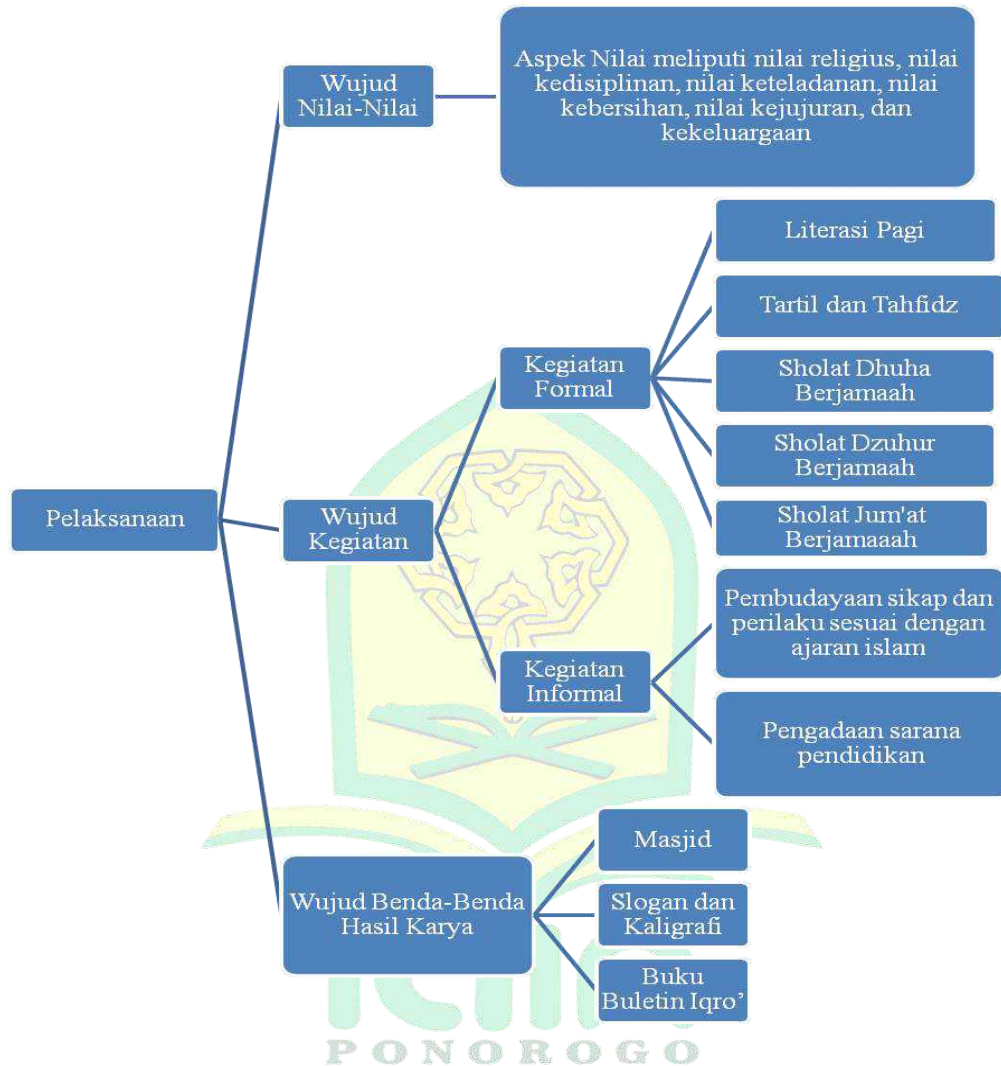 Pelaksanaan
Wujud
Nilai-Nilai
Aspek Nilai meliputi nilai religius, nilai
kedisiplinan, nilai keteladanan, nilai
kebersihan, nilai kejujuran, dan
kekeluargaan
Wujud
Kegiatan
Kegiatan
Formal
Literasi Pagi
Tartil dan Tahfidz
Sholat Dhuha
Berjamaah
Sholat Dzuhur
Berjamaah
Sholat Jum'at
Berjamaaah
Kegiatan
Informal
Pembudayaan sikap dan
perilaku sesuai dengan
ajaran islam
Pengadaan sarana
pendidikan
Wujud Benda-Benda
Hasil Karya
Masjid
Slogan dan
Kaligrafi
Buku
Buletin Iqro’
PONOROGO